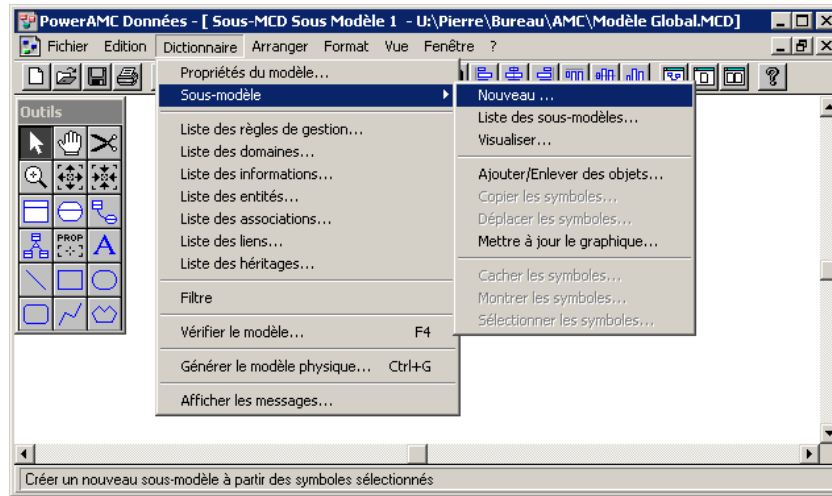 PowerAMC Données - [ Sous-MCD Sous Modèle 1 - U:\Pierre\Bureau\AMC\Modèle Global.MCD]
Fichier Edition Dictionnaire Arranger Format Vue Fenêtre ?
Outils
PROP
A
Propriétés du modèle...
Sous-modèle
Liste des règles de gestion...
Liste des domaines...
Liste des informations...
Liste des entités...
Liste des associations...
Liste des liens...
Liste des héritages...
Filtre
Vérifier le modèle... F4
Générer le modèle physique... Ctrl+G
Afficher les messages...
Nouveau ...
Liste des sous-modèles...
Visualiser...
Ajouter/Enlever des objets...
Copier les symboles...
Déplacer les symboles...
Mettre à jour le graphique...
Cacher les symboles...
Montrer les symboles...
Sélectionner les symboles...
Créer un nouveau sous-modèle à partir des symboles sélectionnés